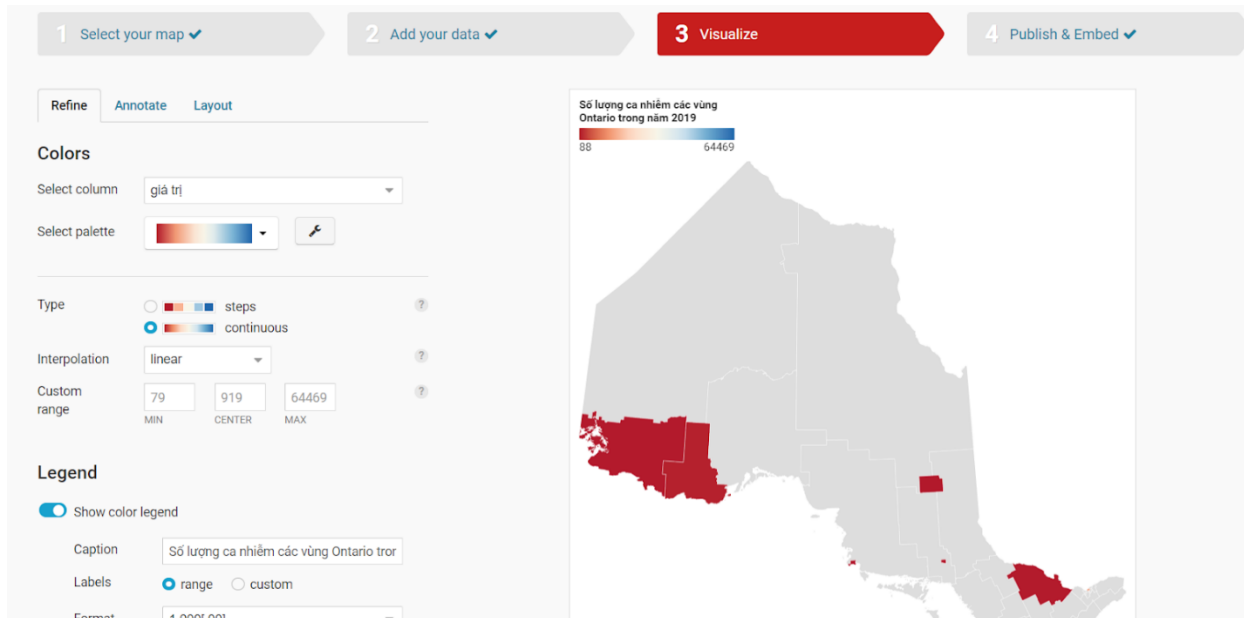 1 Select your map
2 Add your data
3 Visualize
4 Publish & Embed
Refine Annotate Layout
Colors
Select column giá trị
Select palette
Type steps
?
continuous
Interpolation linear
?
Custom range
79 919 64469
?
MIN CENTER MAX
Legend
Show color legend
Caption Số lượng ca nhiễm các vùng Ontario tror
Labels range custom
Số lượng ca nhiễm các vùng
Ontario trong năm 2019
88 64469